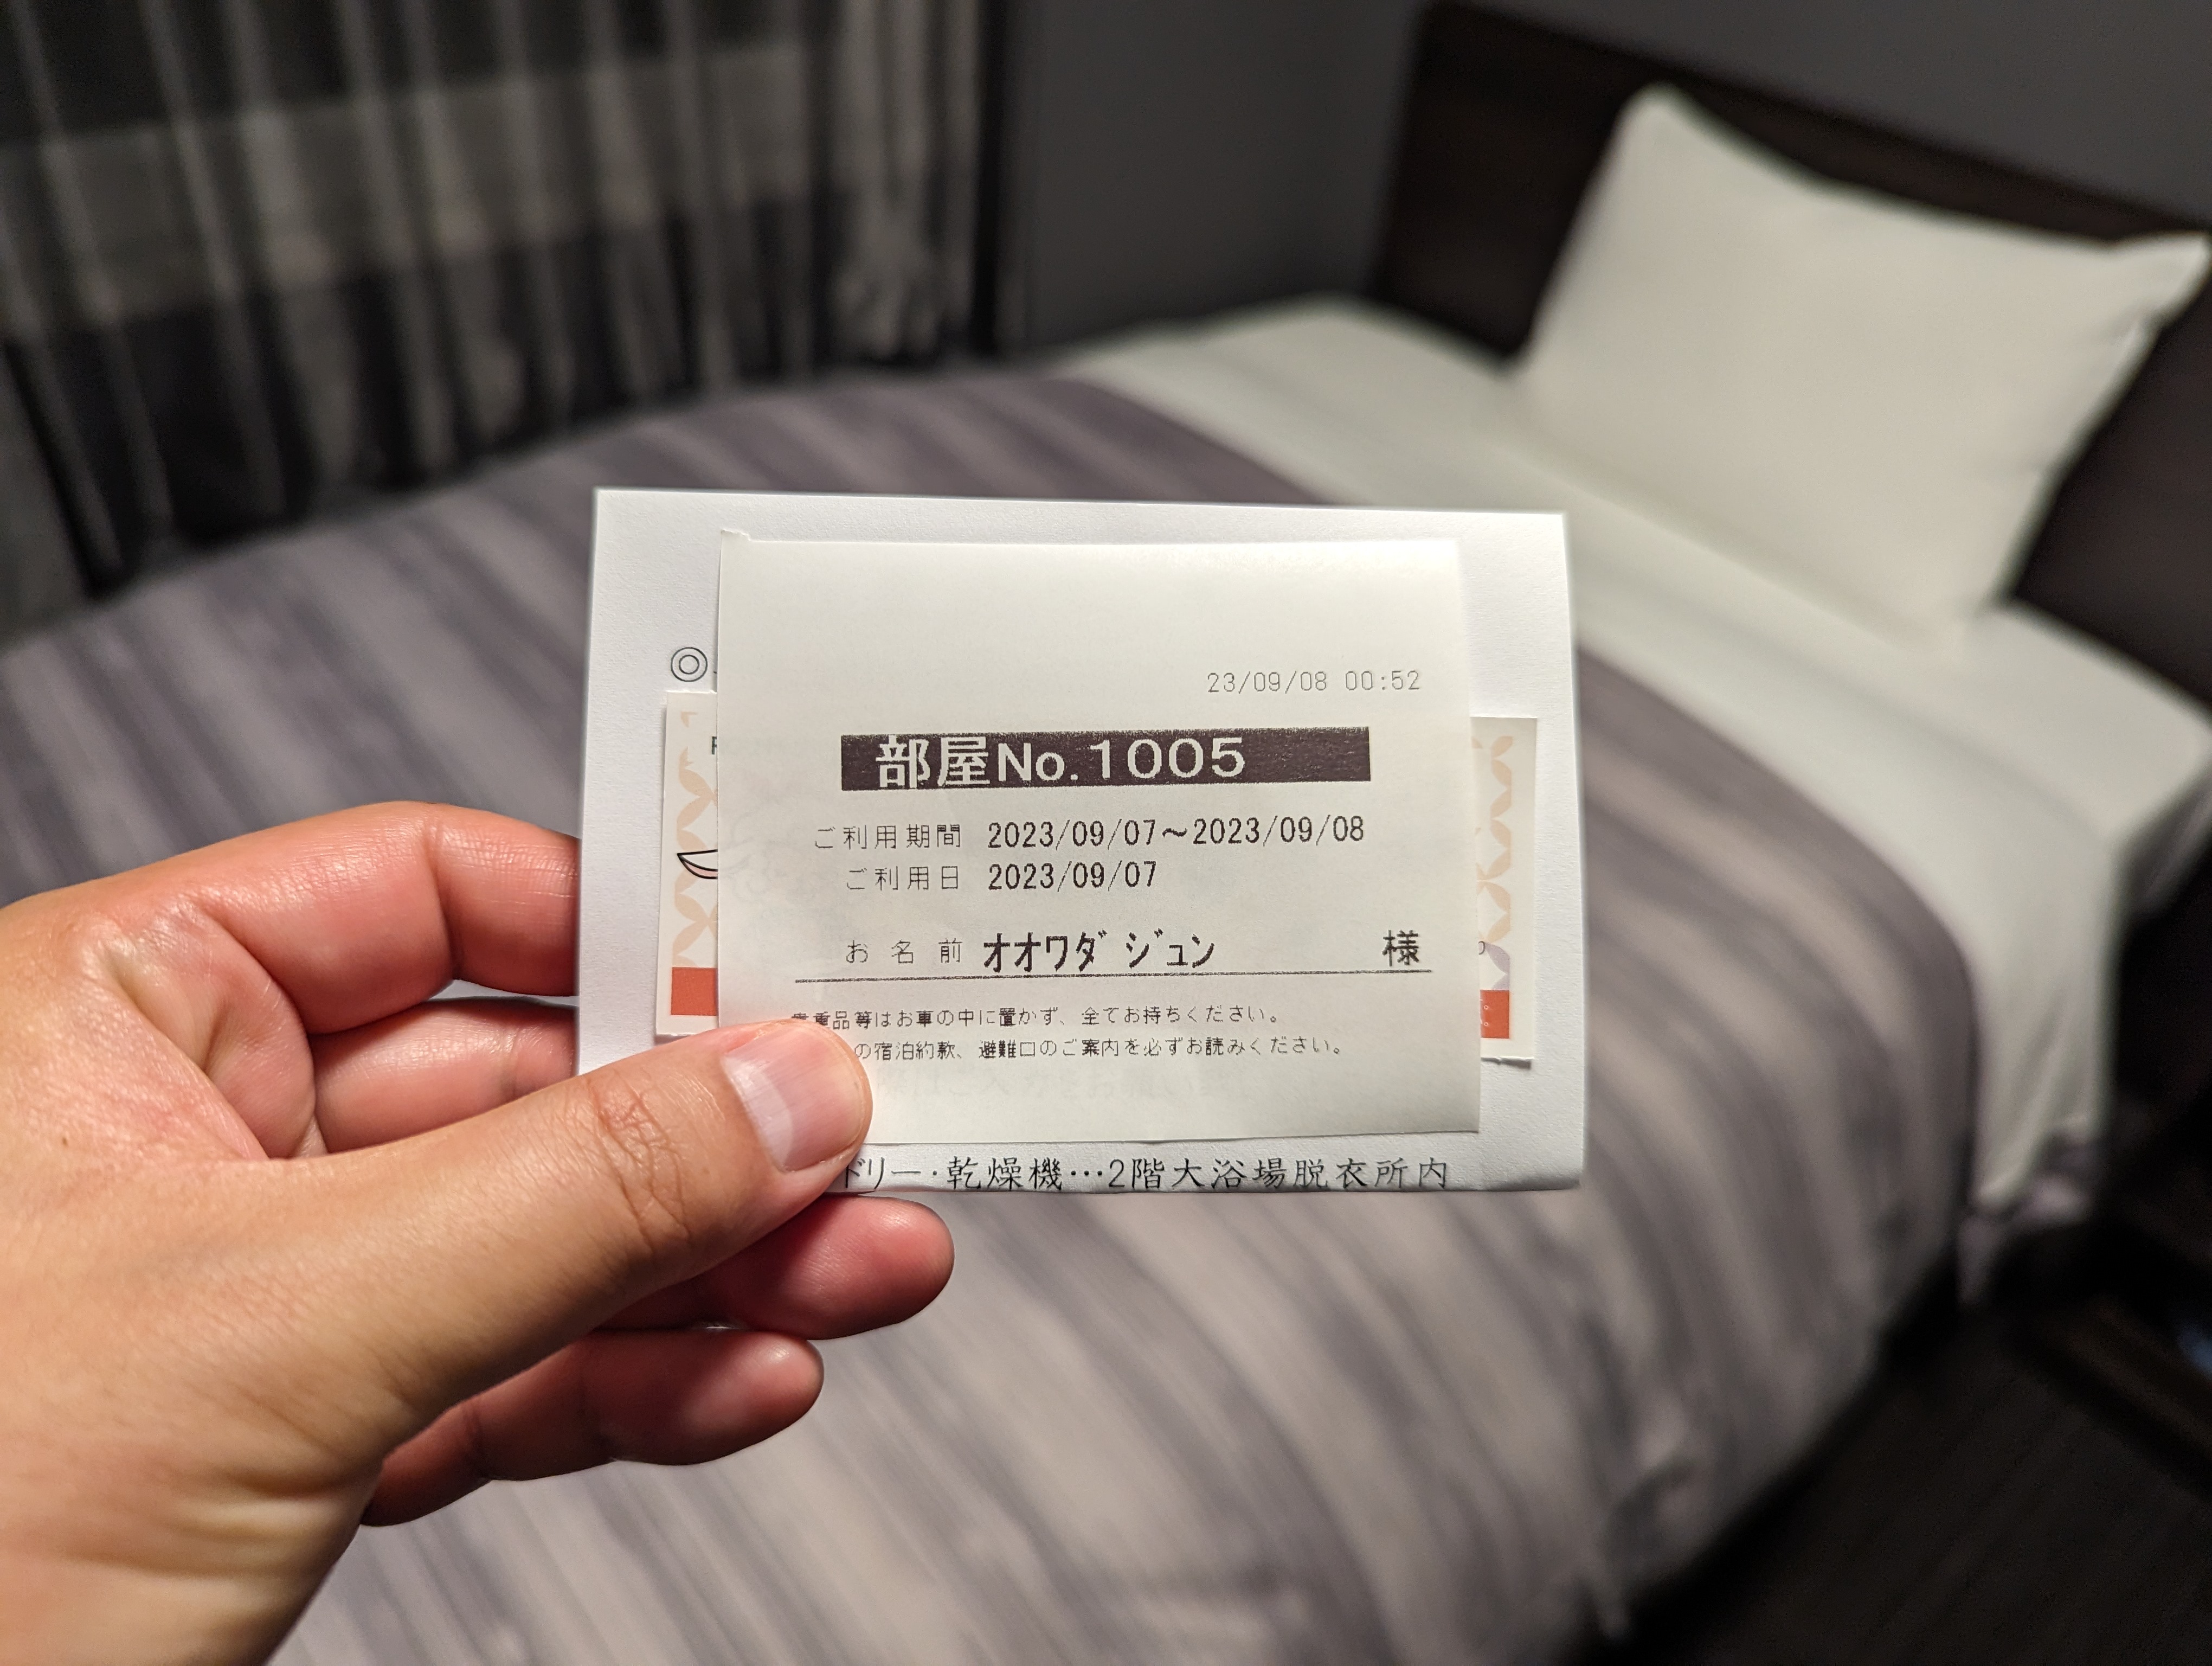 23/09/08 00:52
部屋No.1005
ご利用期間 2023/09/07～2023/09/08
ご利用日 2023/09/07
お名前 オオワダ ジュン 様
重品等はお車の中に置かず、全てお持ちください。
の宿泊約款、避難口のご案内を必ずお読みください。
ドリー・乾燥機…2階大浴場脱衣所内